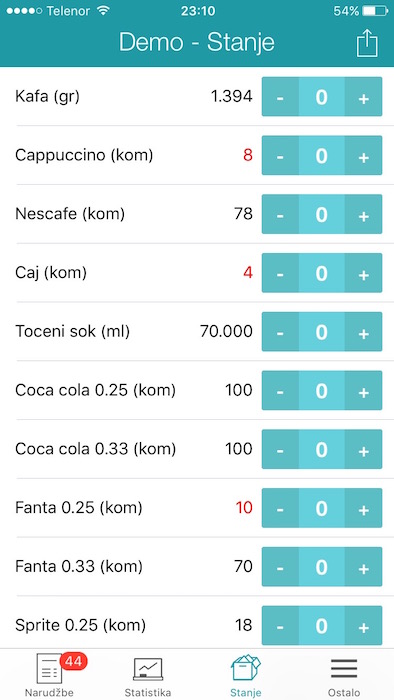 Telenor 23:10 54%
Demo - Stanje
Kafa (gr) 1.394 - 0 +
Cappuccino (kom) 8 - 0 +
Nescafe (kom) 78 - 0 +
Caj (kom) 4 - 0 +
Toceni sok (ml) 70.000 - 0 +
Coca cola 0.25 (kom) 100 - 0 +
Coca cola 0.33 (kom) 100 - 0 +
Fanta 0.25 (kom) 10 - 0 +
Fanta 0.33 (kom) 70 - 0 +
Sprite 0.25 (kom) 18 - 0 +
44
Narudžbe Statistika Stanje Ostalo